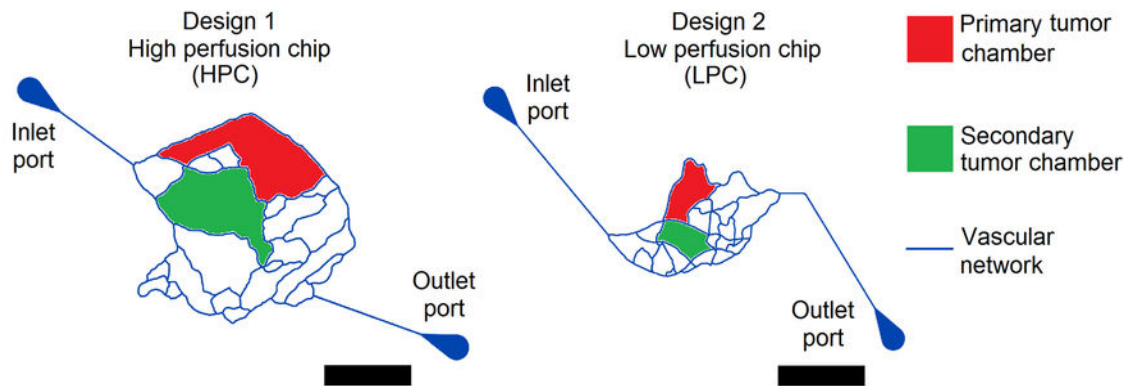 Design 1
High perfusion chip
(HPC)
Inlet
port
Outlet
port
Design 2
Low perfusion chip
(LPC)
Inlet
port
Outlet
port
Primary tumor
chamber
Secondary
tumor chamber
Vascular
network